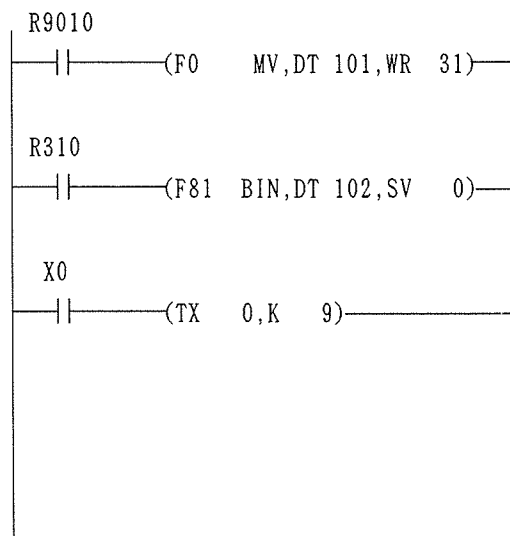 R9010
(F0 MV,DT 101,WR 31)
R310
(F81 BIN,DT 102,SV 0)
X0
(TX 0,K 9)